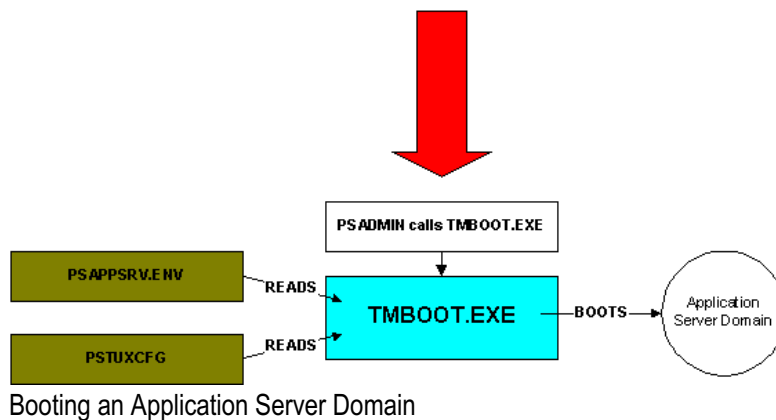 PSADMIN calls TMBOOT.EXE
PSAPPSRV.ENV
READS
TMBOOT.EXE
BOOTS
Application
Server Domain
READS
PSTUXCFG
Booting an Application Server Domain